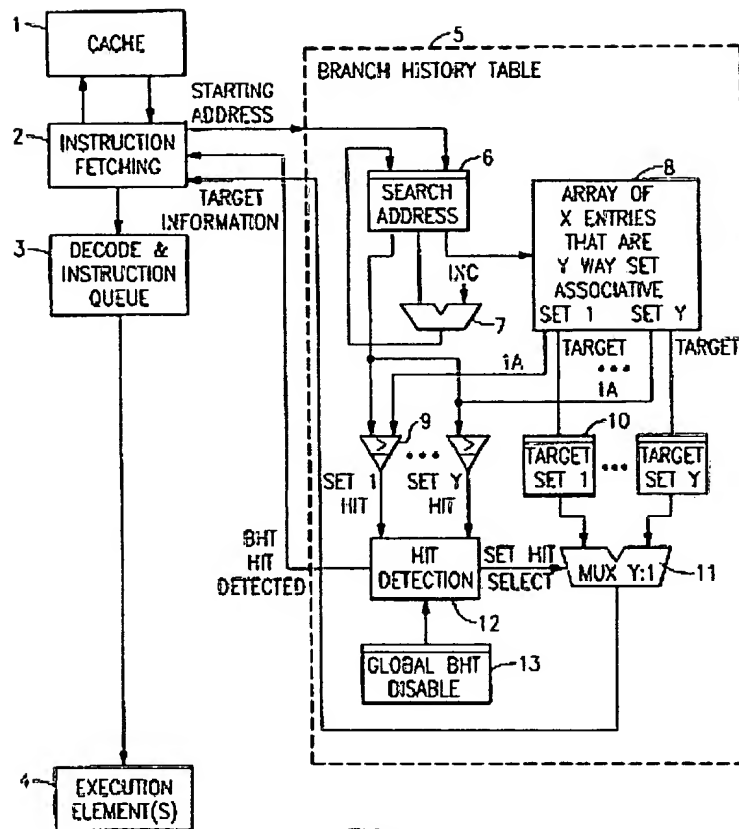 1
CACHE
5
BRANCH HISTORY TABLE
STARTING
ADDRESS
2
INSTRUCTION
FETCHING
6
SEARCH
ADDRESS
8
ARRAY OF
X ENTRIES
THAT ARE
Y WAY SET
ASSOCIATIVE
SET 1 SET Y
TARGET
INFORMATION
3
DECODE &
INSTRUCTION
QUEUE
INC
7
TARGET
TARGET
IA
•••
IA
9
≥
•••
≥
10
TARGET
SET 1
•••
TARGET
SET Y
SET 1
HIT
SET Y
HIT
BHT
HIT
DETECTED
HIT
DETECTION
SET HIT
SELECT
MUX Y:1
11
12
GLOBAL BHT
DISABLE
13
4
EXECUTION
ELEMENT(S)